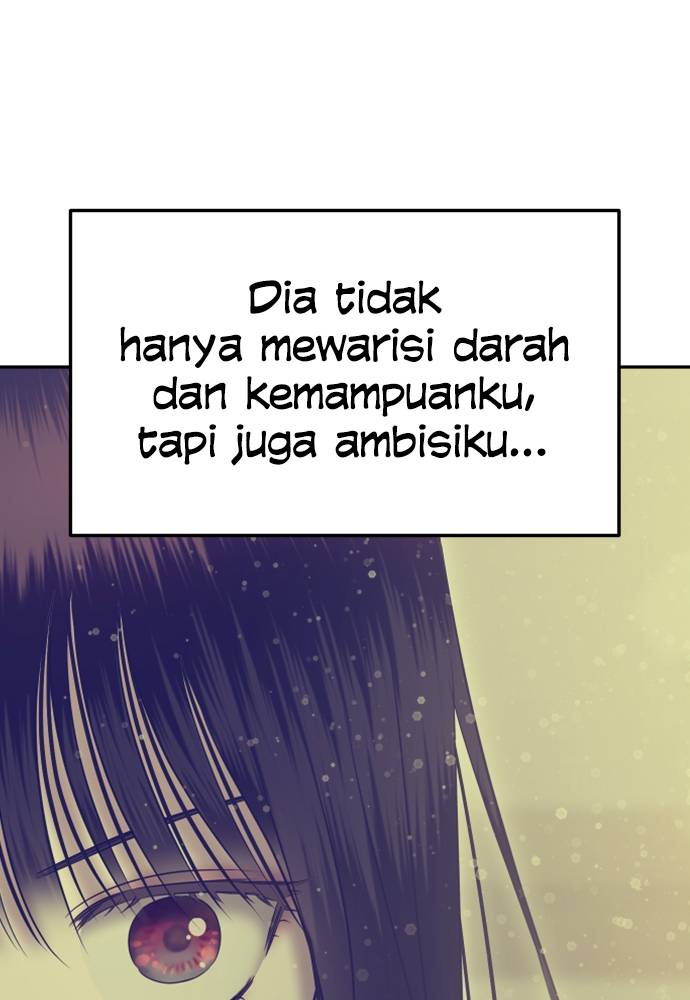 Dia tidak
hanya mewarisi darah
dan kemampuanku,
tapi juga ambisiku...